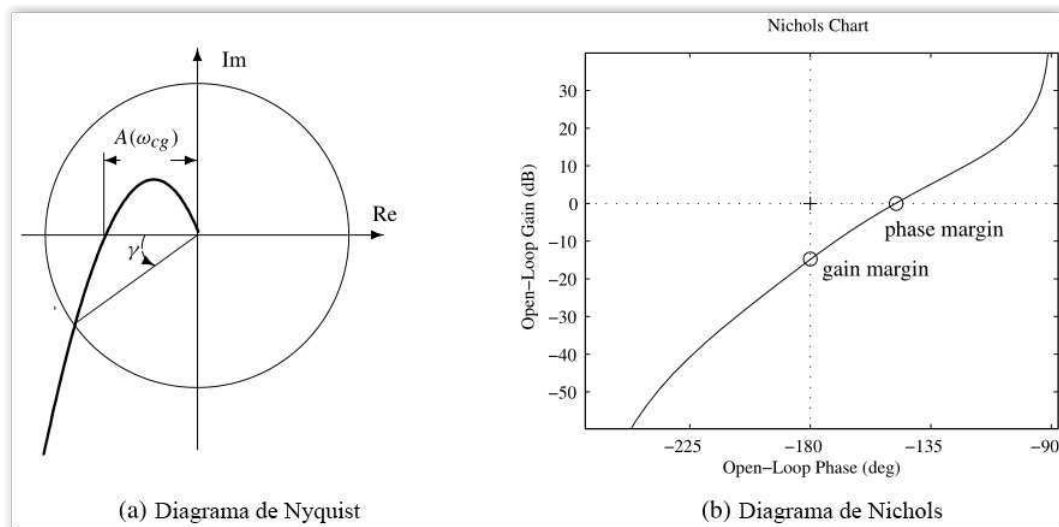 Im
A(ω_cg)
Re
γ
(a) Diagrama de Nyquist
Nichols Chart
Open−Loop Gain (dB)
30
20
10
0
−10
−20
−30
−40
−50
phase margin
gain margin
−225
−180
−135
−90
Open−Loop Phase (deg)
(b) Diagrama de Nichols